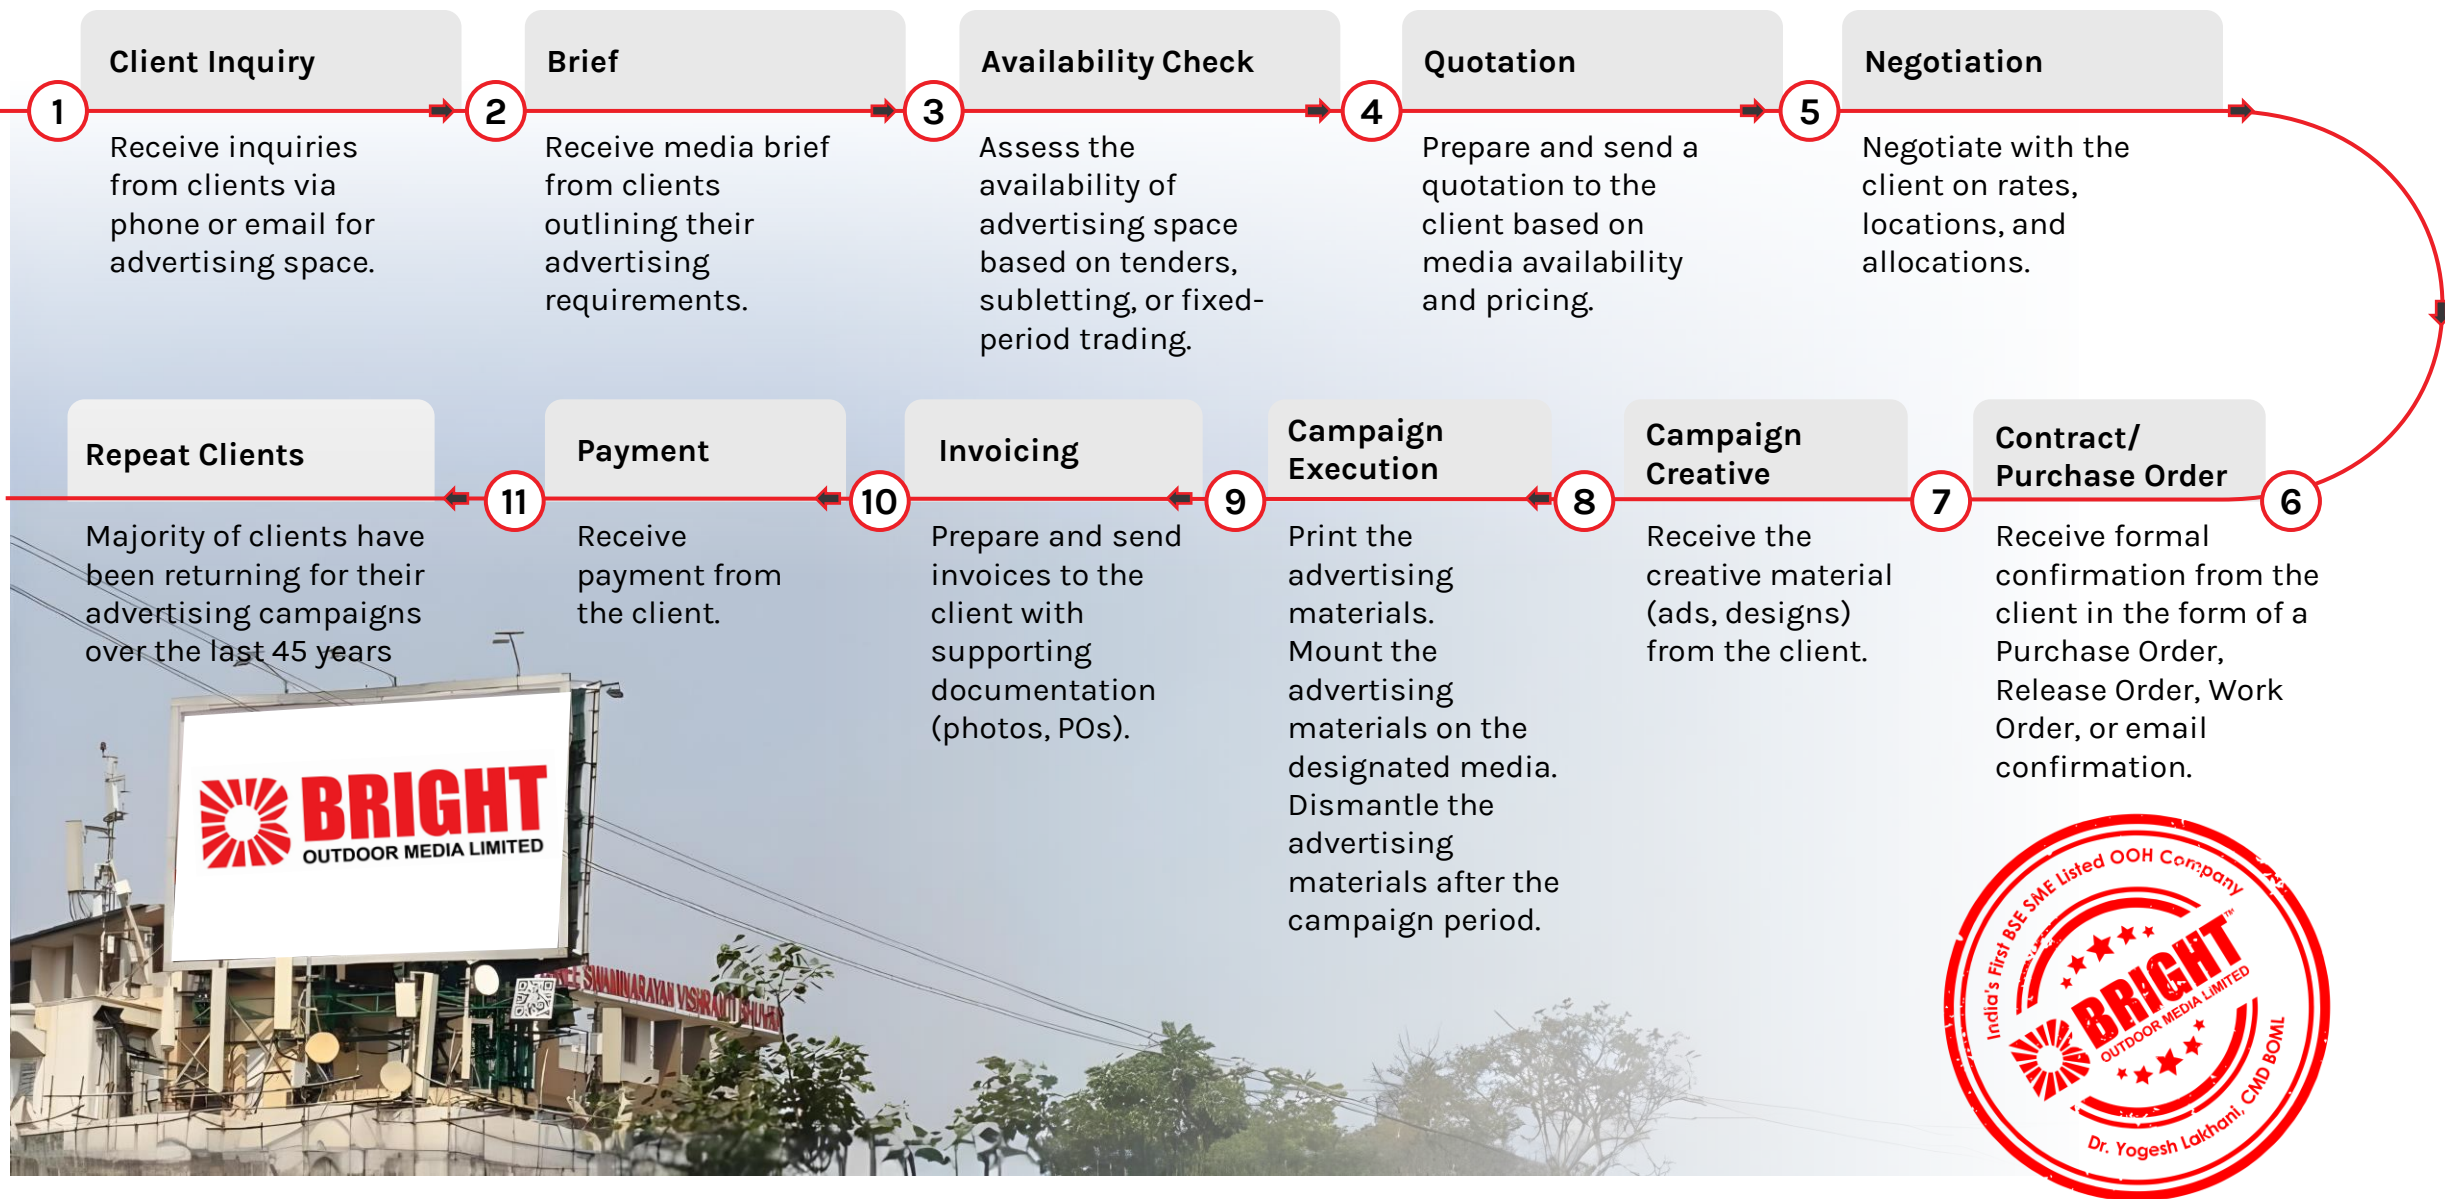 Client Inquiry
1
Receive inquiries
from clients via
phone or email for
advertising space.
Brief
2
Receive media brief
from clients
outlining their
advertising
requirements.
Availability Check
3
Assess the
availability of
advertising space
based on tenders,
subletting, or fixed-
period trading.
Quotation
4
Prepare and send a
quotation to the
client based on
media availability
and pricing.
Negotiation
5
Negotiate with the
client on rates,
locations, and
allocations.
Contract/
Purchase Order
6
Receive formal
confirmation from the
client in the form of a
Purchase Order,
Release Order, Work
Order, or email
confirmation.
Campaign
Creative
7
Receive the
creative material
(ads, designs)
from the client.
Campaign
Execution
8
Print the
advertising
materials.
Mount the
advertising
materials on the
designated media.
Dismantle the
advertising
materials after the
campaign period.
Invoicing
9
Prepare and send
invoices to the
client with
supporting
documentation
(photos, POs).
Payment
10
Receive
payment from
the client.
Repeat Clients
11
Majority of clients have
been returning for their
advertising campaigns
over the last 45 years
BRIGHT
OUTDOOR MEDIA LIMITED
SHREE SWAMINARAYAN VISHRANTI BHUVAN
India's First BSE SME Listed OOH Company
BRIGHT™
OUTDOOR MEDIA LIMITED
Dr. Yogesh Lakhani, CMD BOML